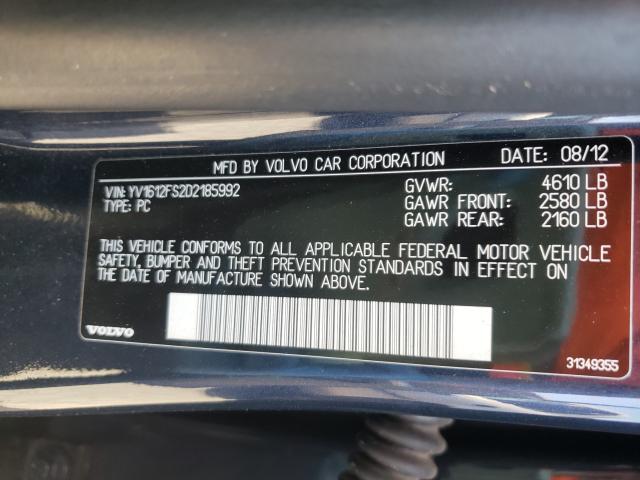 MFD BY VOLVO CAR CORPORATION DATE: 08/12
VIN: YV1612FS2D2185992 GVWR: 4610 LB
TYPE: PC GAWR FRONT: 2580 LB
GAWR REAR: 2160 LB
THIS VEHICLE CONFORMS TO ALL APPLICABLE FEDERAL MOTOR VEHICLE
SAFETY, BUMPER AND THEFT PREVENTION STANDARDS IN EFFECT ON
THE DATE OF MANUFACTURE SHOWN ABOVE.
VOLVO
31349355